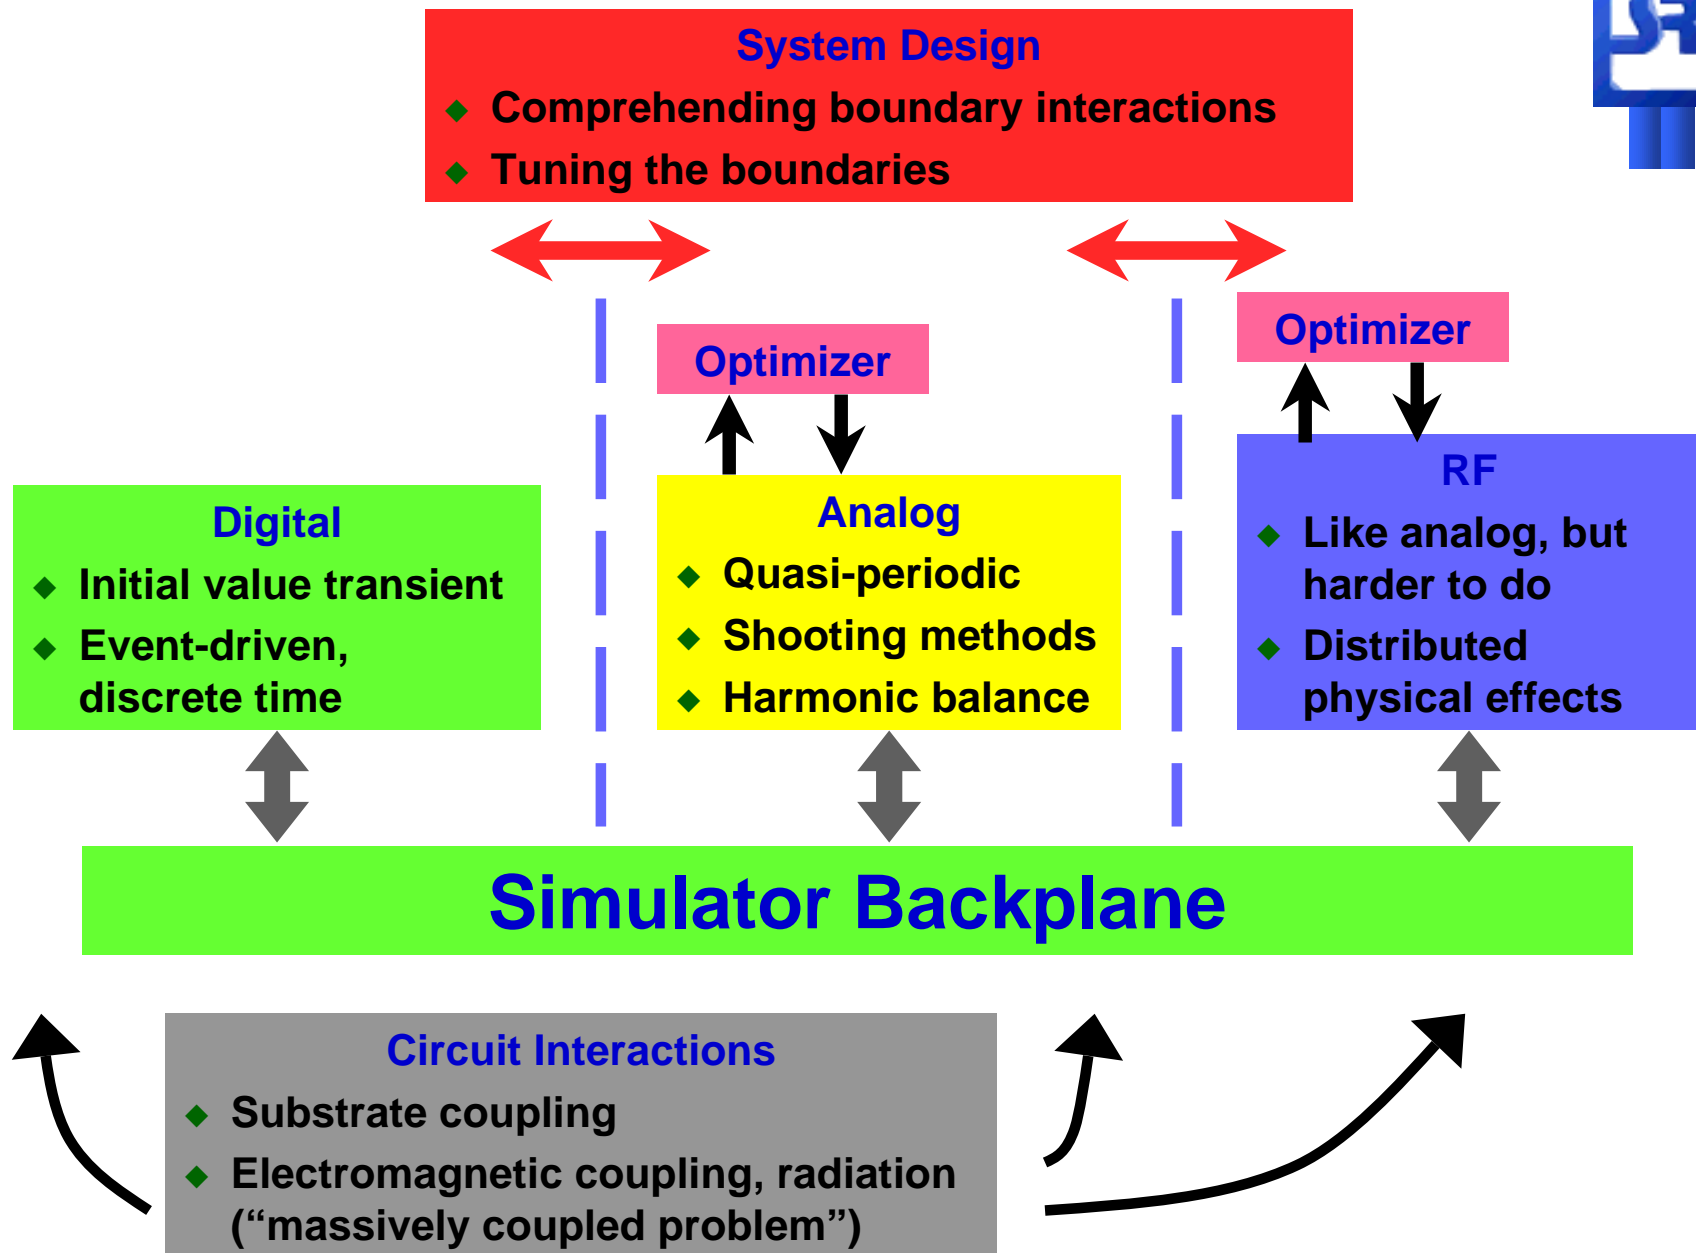 System Design
Comprehending boundary interactions
Tuning the boundaries
Optimizer
Optimizer
Digital
Initial value transient
Event-driven,
discrete time
Analog
Quasi-periodic
Shooting methods
Harmonic balance
RF
Like analog, but
harder to do
Distributed
physical effects
Simulator Backplane
Circuit Interactions
Substrate coupling
Electromagnetic coupling, radiation
(“massively coupled problem”)